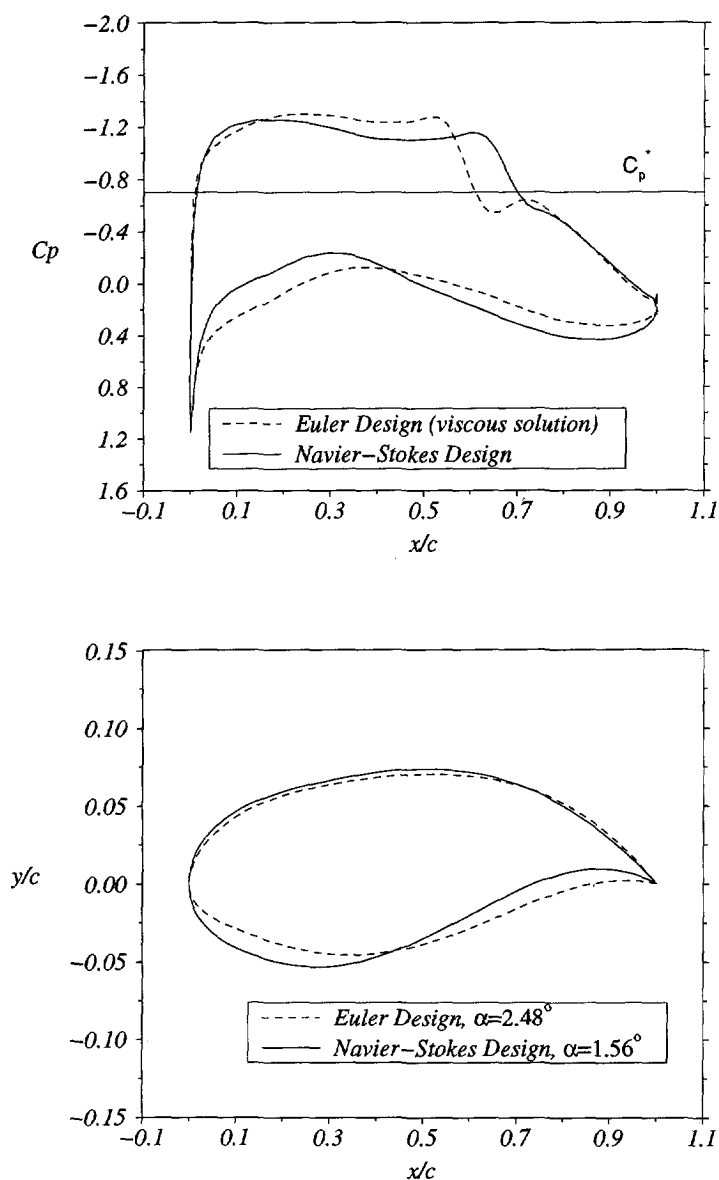 −2.0
−1.6
−1.2
−0.8
−0.4
0.0
0.4
0.8
1.2
1.6
Cp
C_p^*
Euler Design (viscous solution)
Navier−Stokes Design
−0.1 0.1 0.3 0.5 0.7 0.9 1.1
x/c
0.15
0.10
0.05
0.00
−0.05
−0.10
−0.15
y/c
Euler Design, α=2.48°
Navier−Stokes Design, α=1.56°
−0.1 0.1 0.3 0.5 0.7 0.9 1.1
x/c